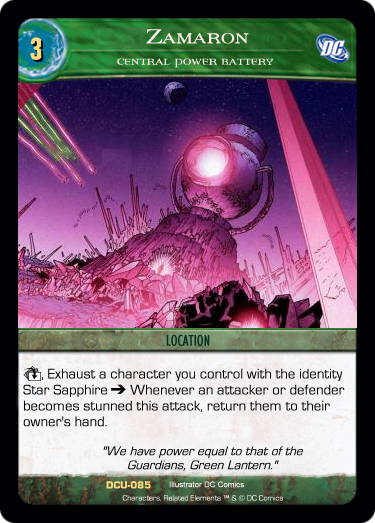 3
ZAMARON
CENTRAL POWER BATTERY
DC
LOCATION
, Exhaust a character you control with the identity
Star Sapphire ➔ Whenever an attacker or defender
becomes stunned this attack, return them to their
owner's hand.
"We have power equal to that of the
Guardians, Green Lantern."
DCU-085 Illustrator DC Comics
Characters, Related Elements ™ & © DC Comics